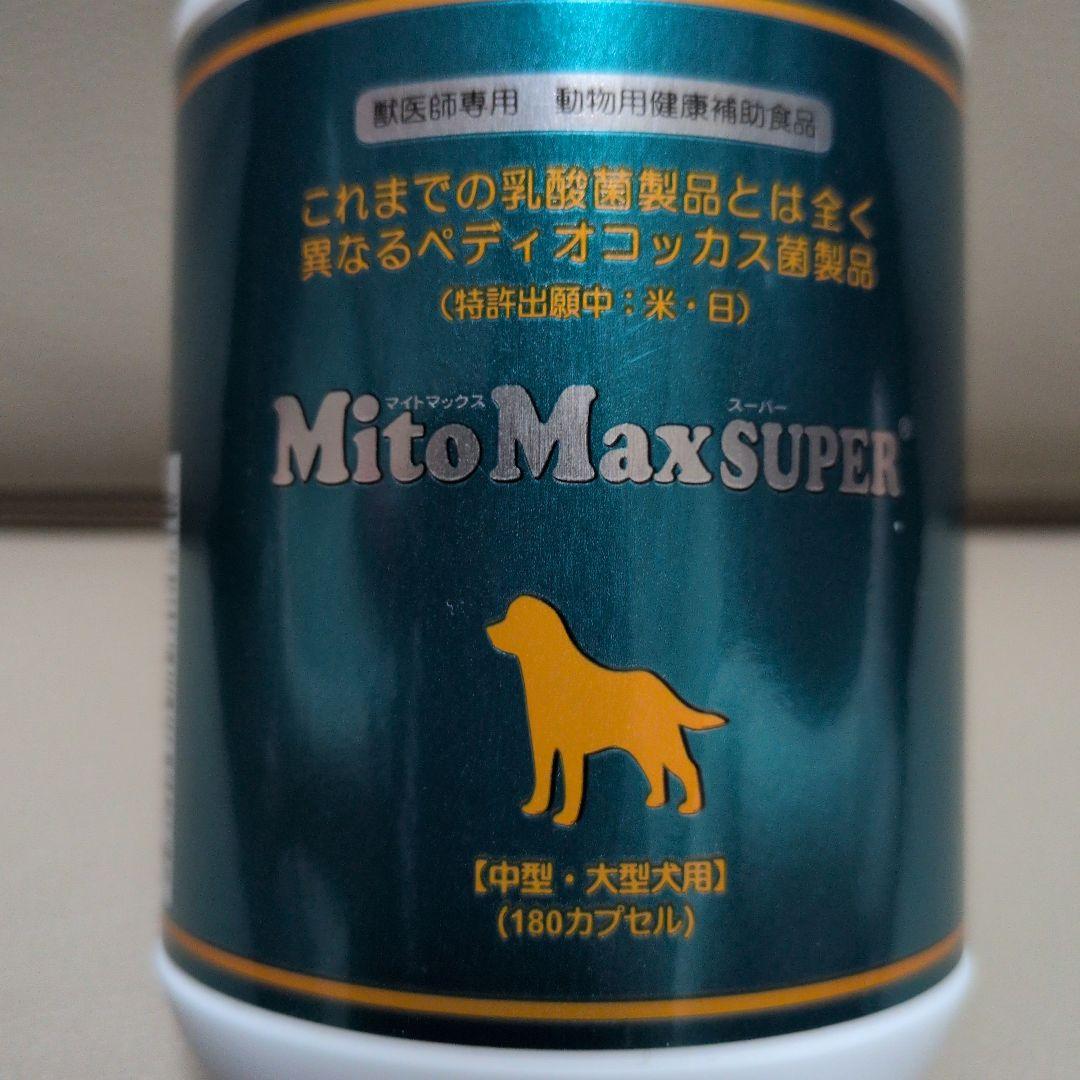 獣医師専用 動物用健康補助食品
これまでの乳酸菌製品とは全く
異なるペディオコッカス菌製品
(特許出願中：米・日)
マイトマックス スーパー
MitoMaxSUPER®
【中型・大型犬用】
(180カプセル)